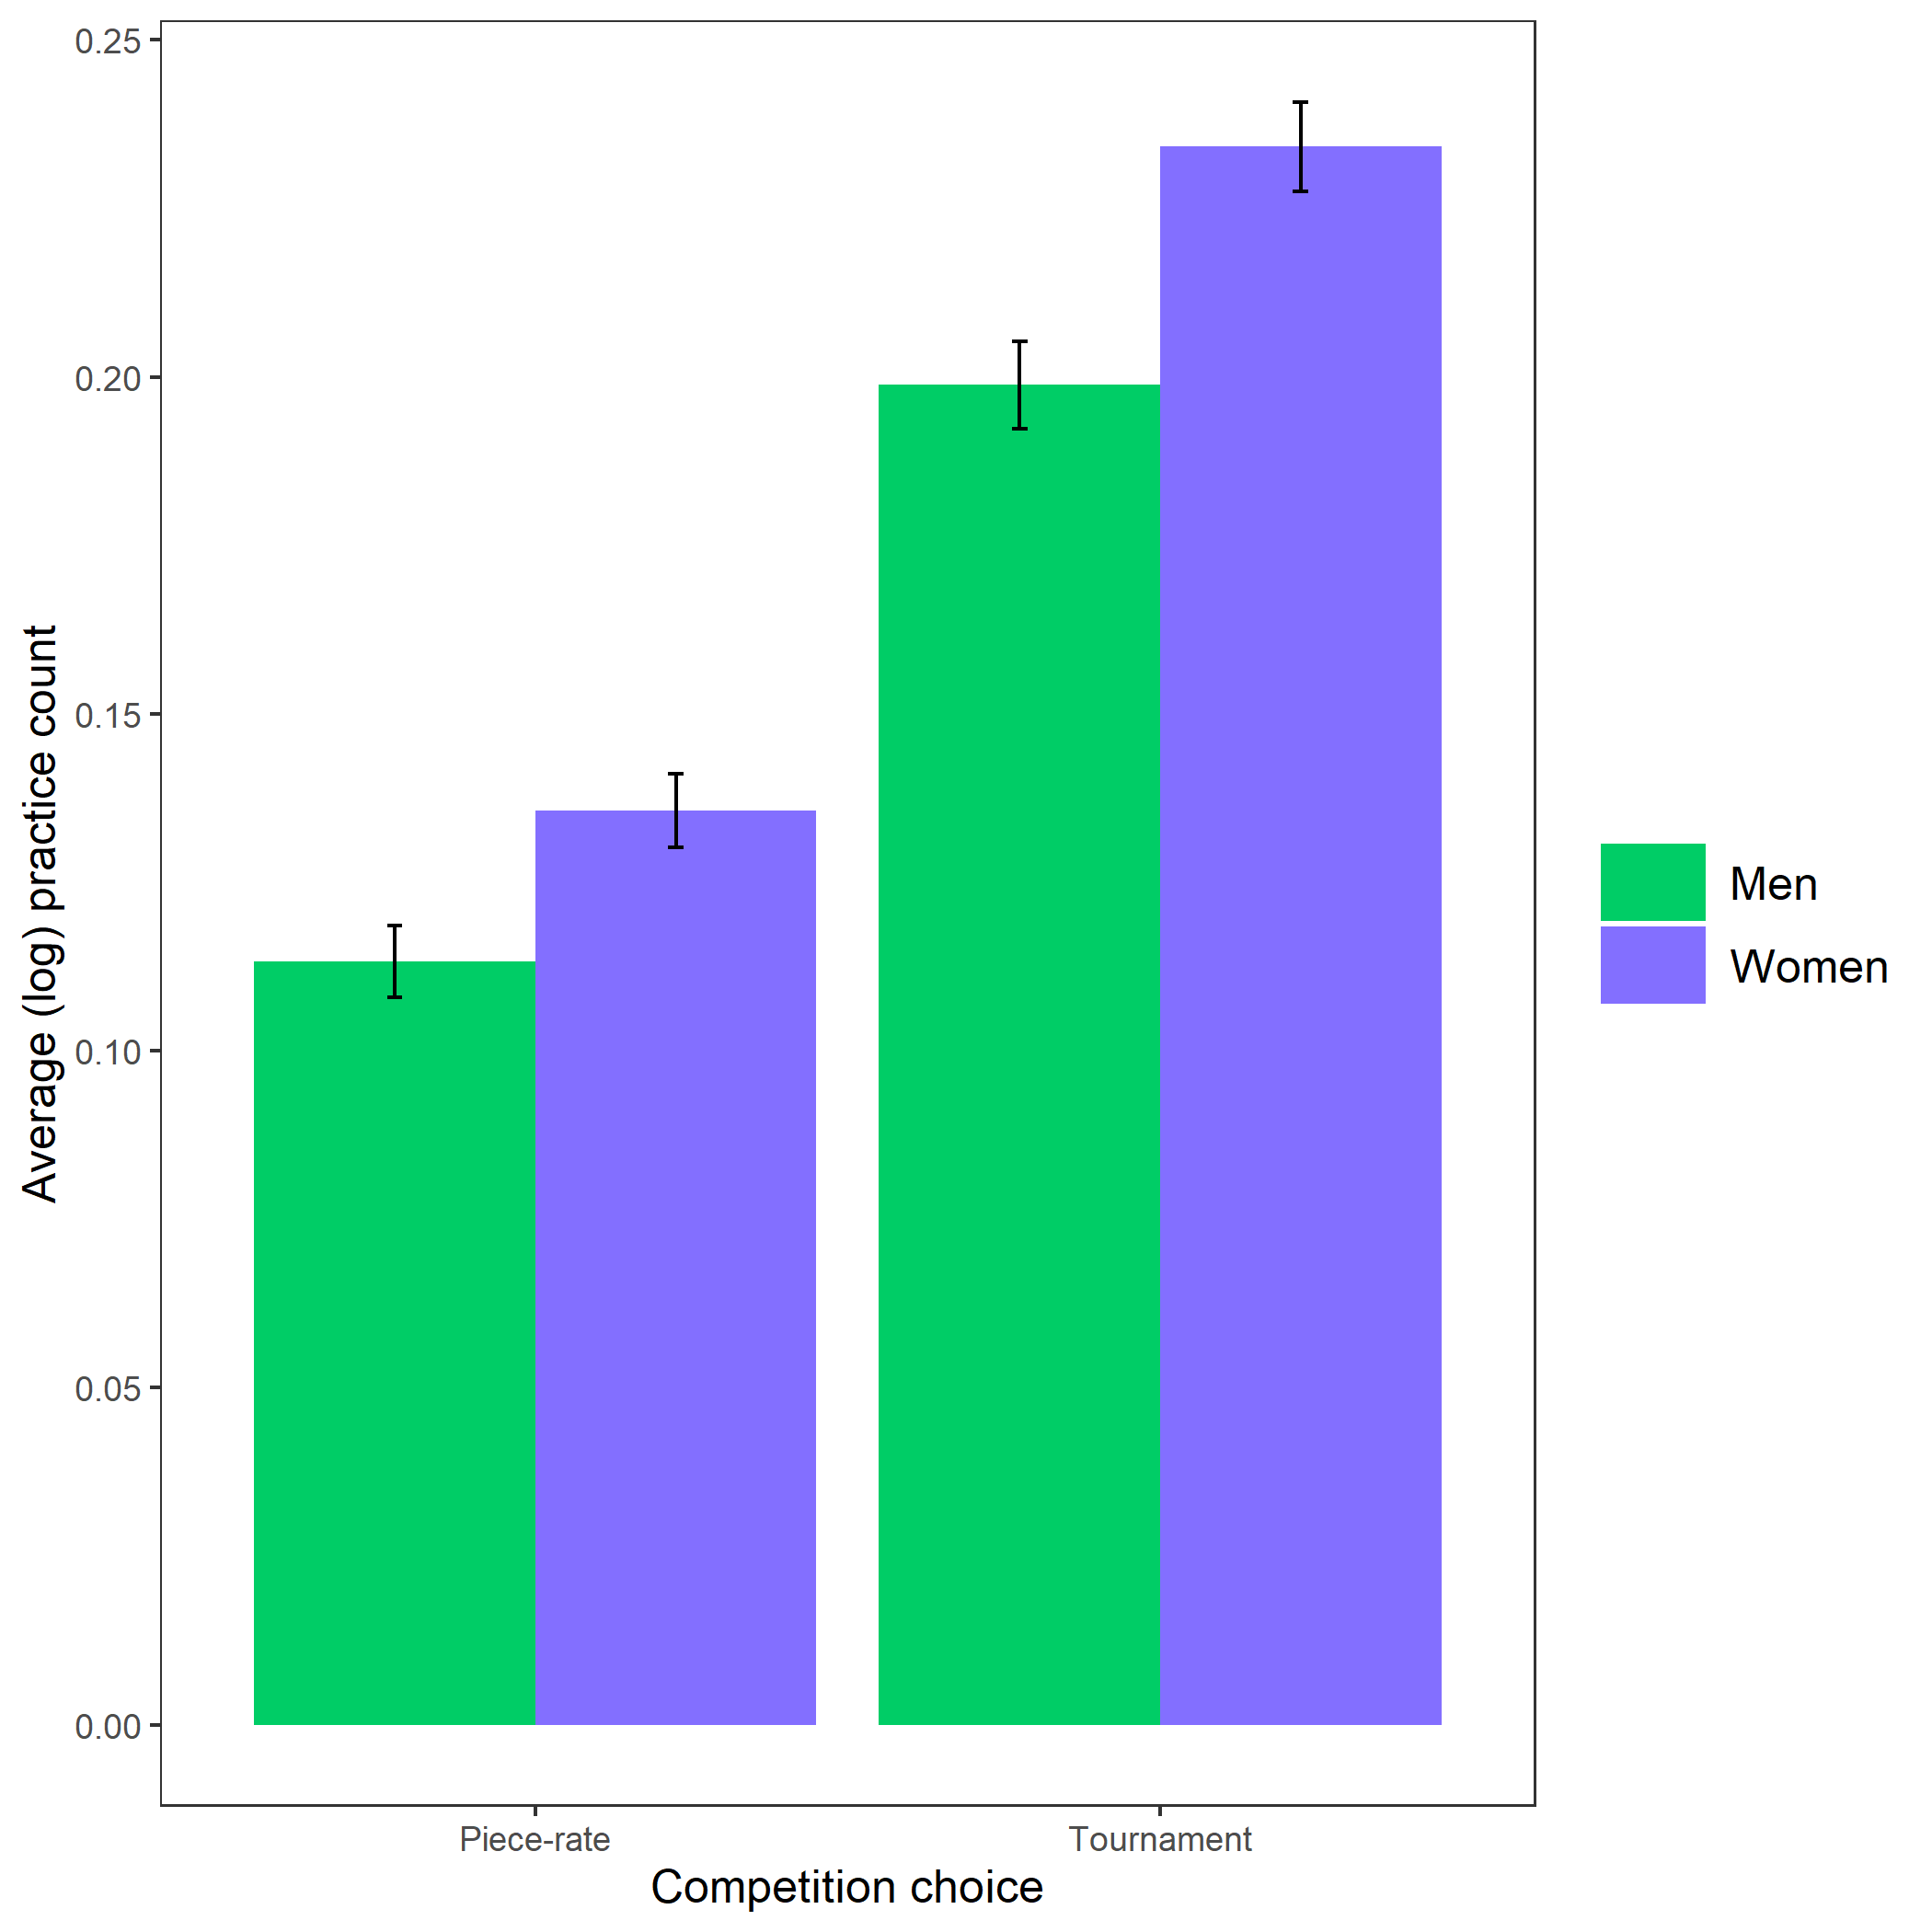 Average (log) practice count
0.25
0.20
0.15
0.10
0.05
0.00
Piece-rate
Tournament
Competition choice
Men
Women